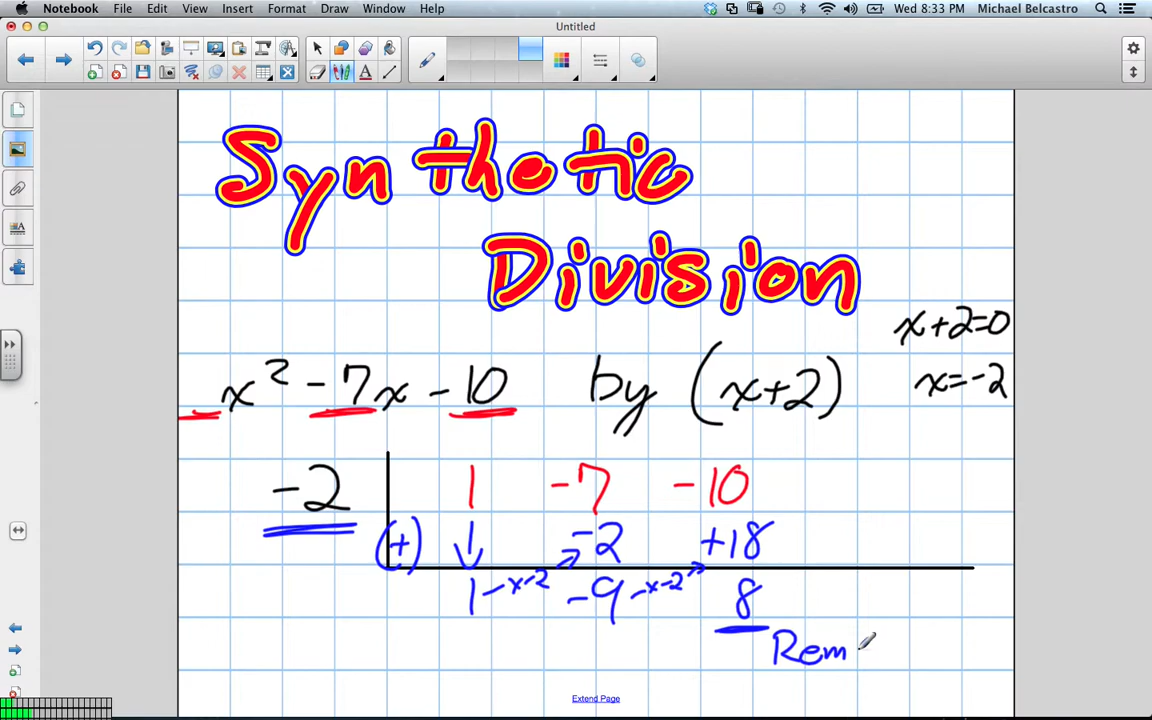 Notebook File Edit View Insert Format Draw Window Help Wed 8:33 PM Michael Belcastro
Untitled
Synthetic
Division
x+2=0
x² - 7x - 10 by (x+2)
x=-2
-2 1 -7 -10
(+) -2 +18
1 -x-2 -9 -x-2 8
Rem
Extend Page